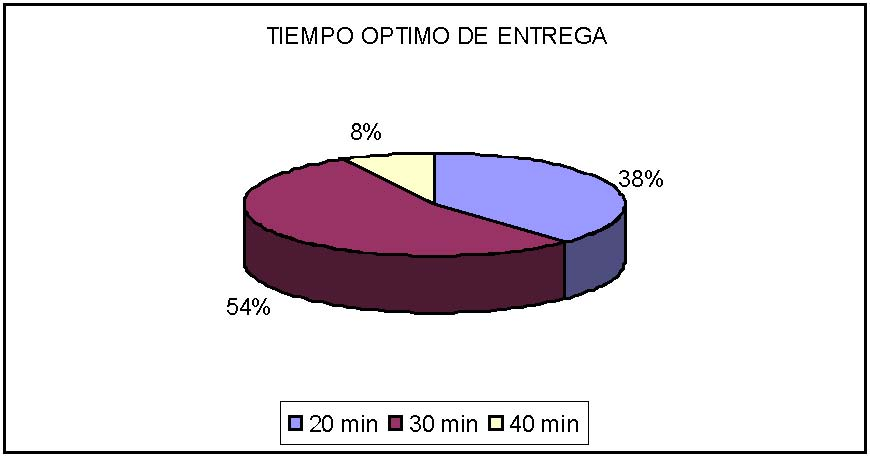 TIEMPO OPTIMO DE ENTREGA
8%
38%
54%
20 min 30 min 40 min